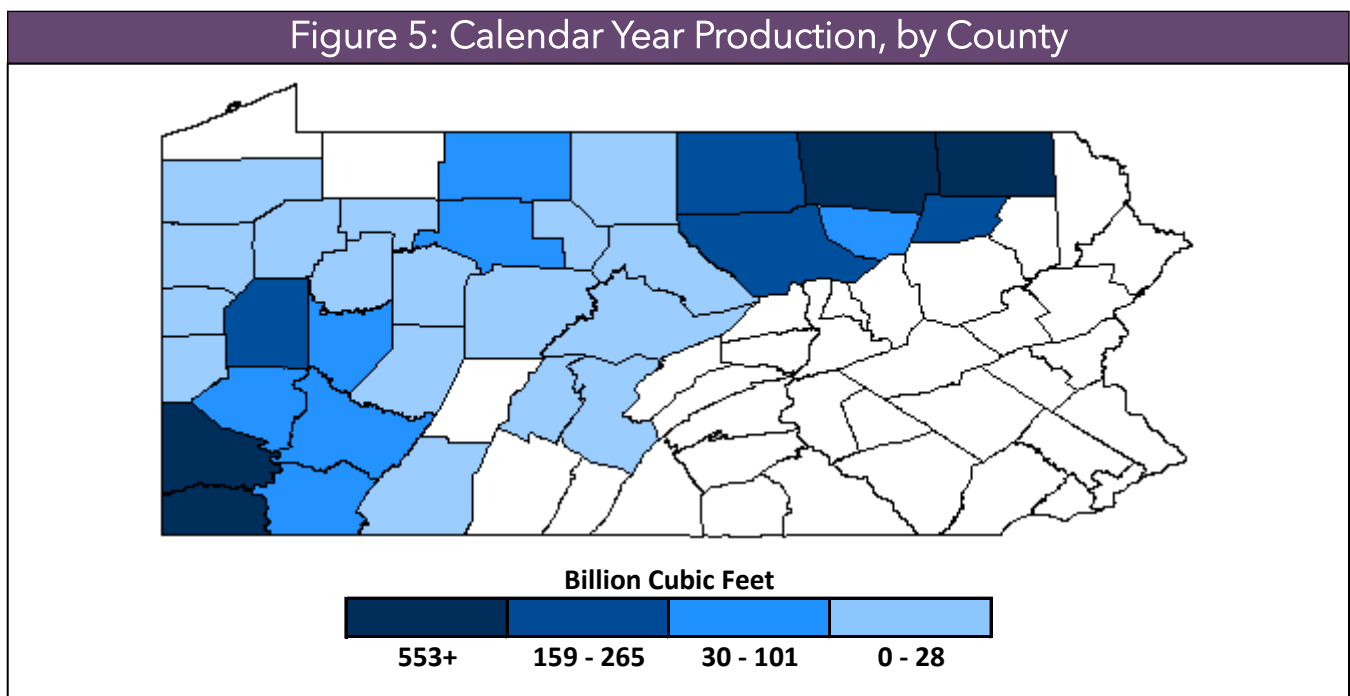 Figure 5: Calendar Year Production, by County
Billion Cubic Feet
553+ 159 - 265 30 - 101 0 - 28